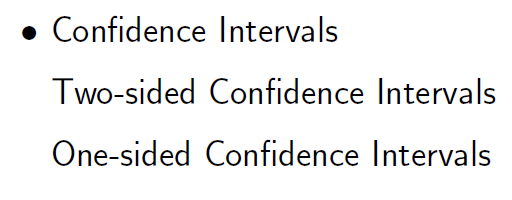 • Confidence Intervals
Two-sided Confidence Intervals
One-sided Confidence Intervals